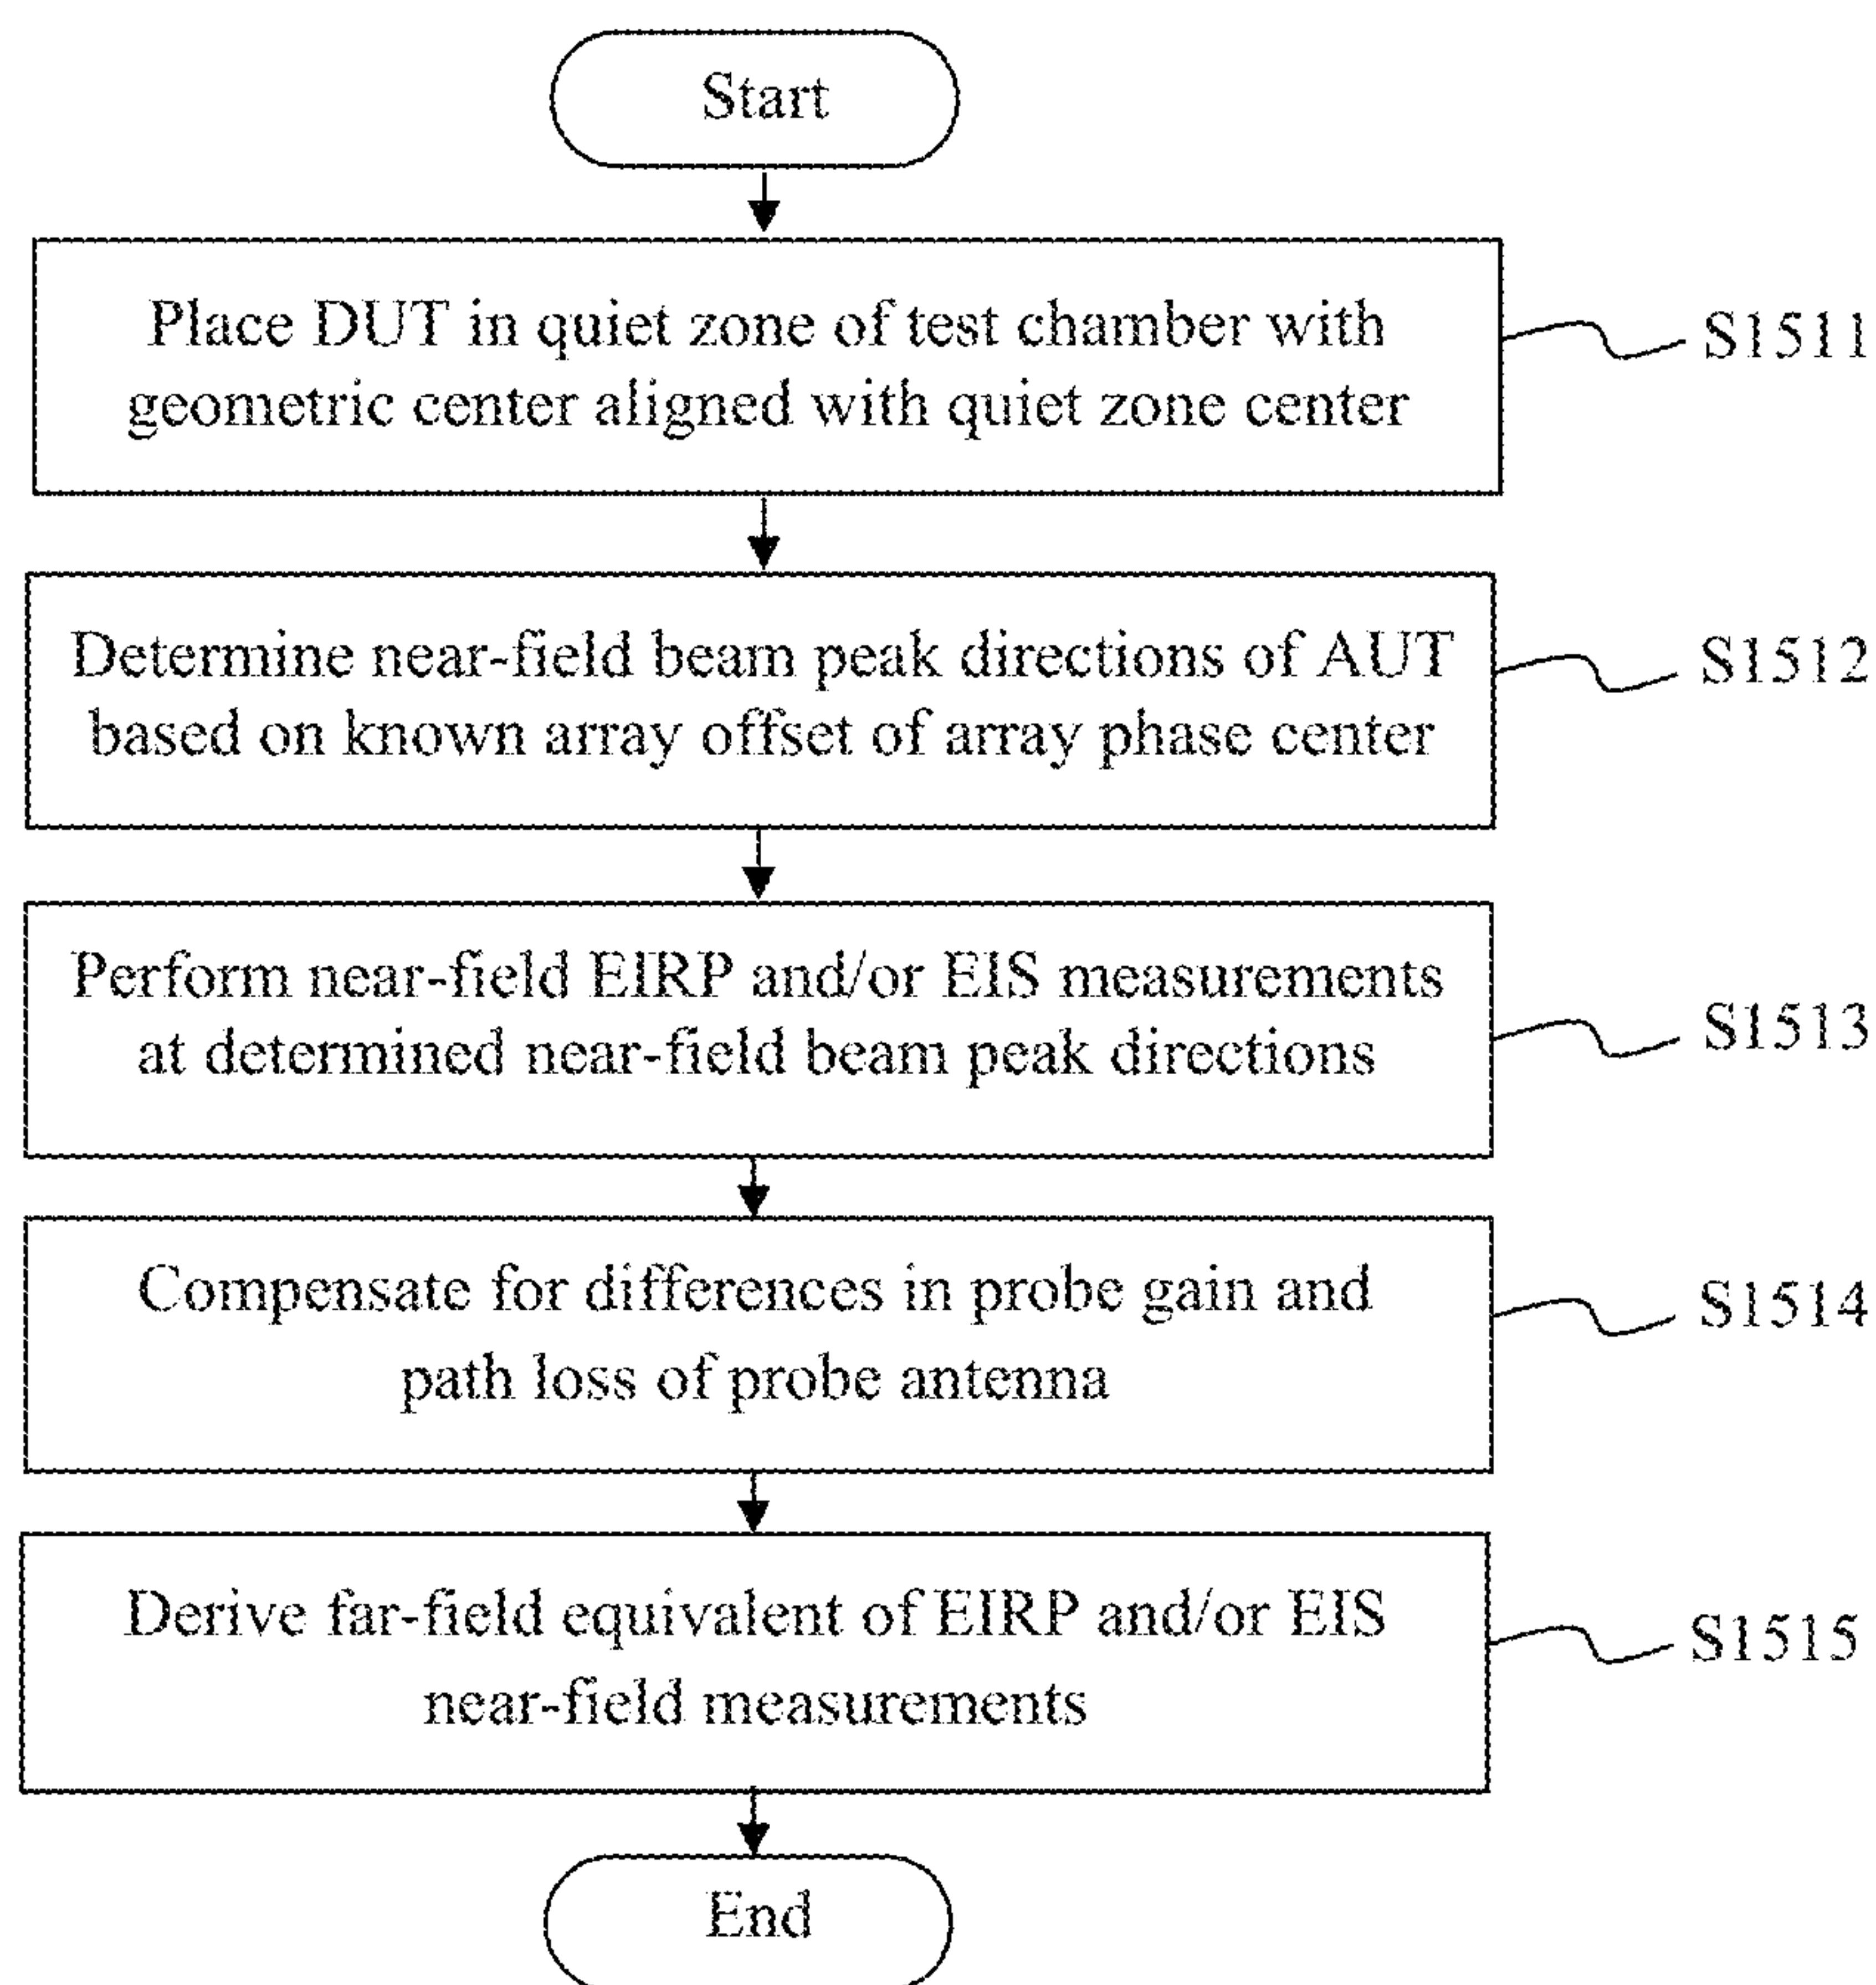 Start
Place DUT in quiet zone of test chamber with
geometric center aligned with quiet zone center
S1511
Determine near-field beam peak directions of AUT
based on known array offset of array phase center
S1512
Perform near-field EIRP and/or EIS measurements
at determined near-field beam peak directions
S1513
Compensate for differences in probe gain and
path loss of probe antenna
S1514
Derive far-field equivalent of EIRP and/or EIS
near-field measurements
S1515
End